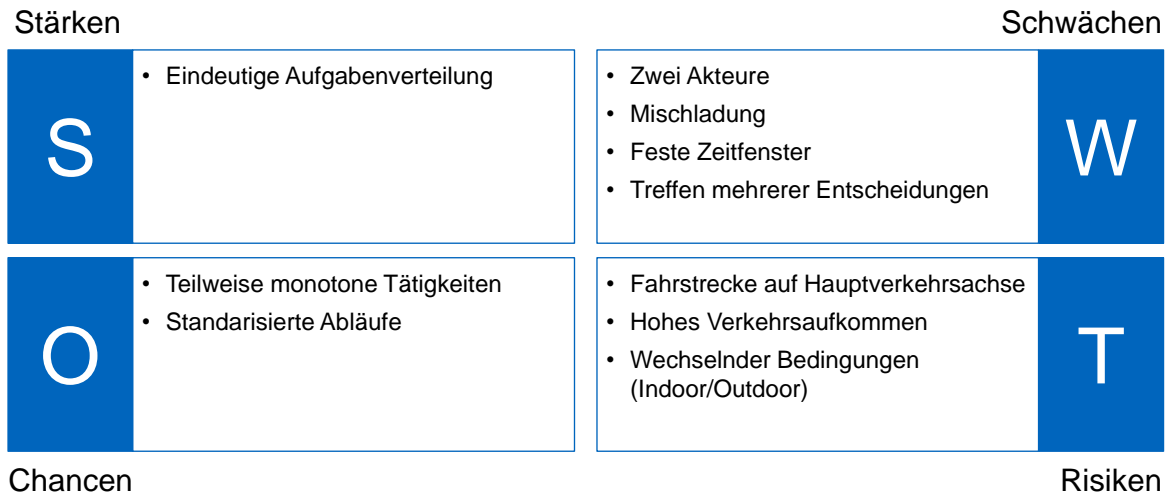 Stärken
Schwächen
S
• Eindeutige Aufgabenverteilung
• Zwei Akteure
• Mischladung
• Feste Zeitfenster
• Treffen mehrerer Entscheidungen
W
O
• Teilweise monotone Tätigkeiten
• Standarisierte Abläufe
• Fahrstrecke auf Hauptverkehrsachse
• Hohes Verkehrsaufkommen
• Wechselnder Bedingungen
(Indoor/Outdoor)
T
Chancen
Risiken